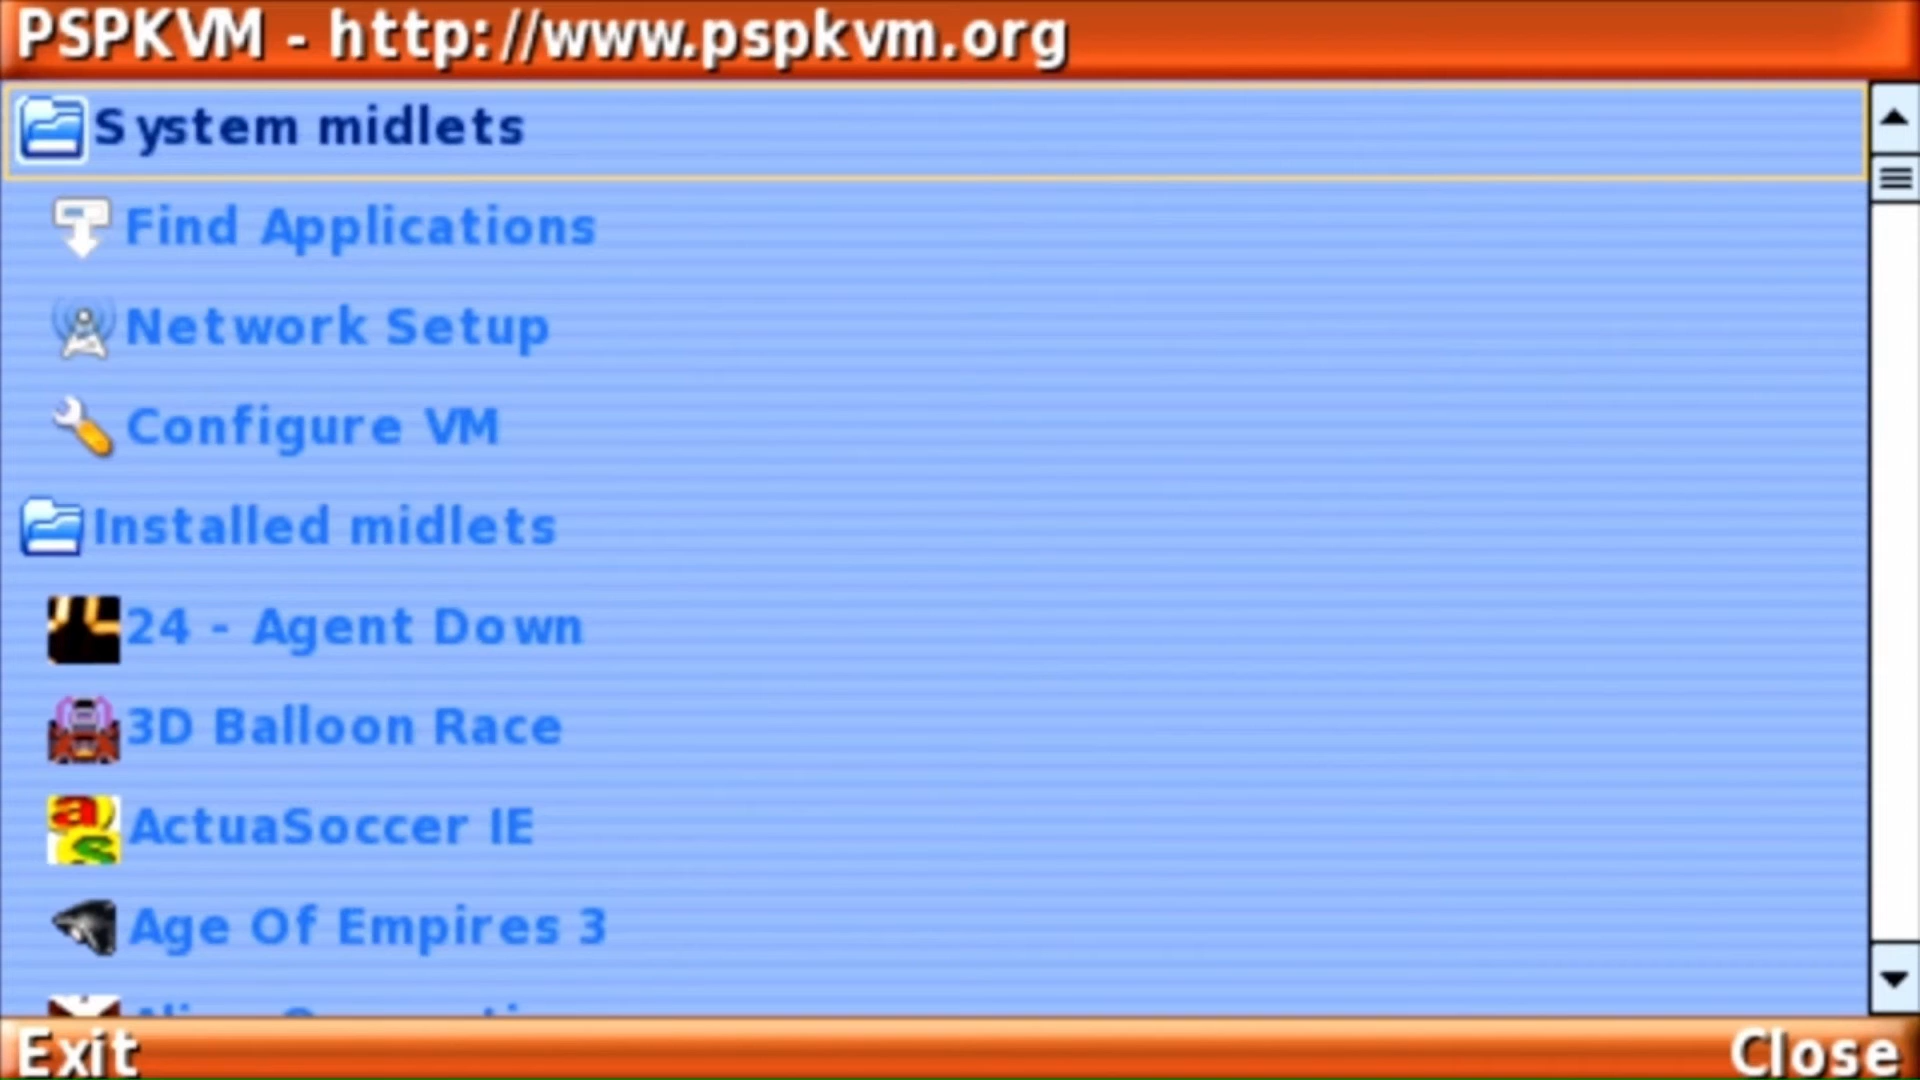 PSPKVM - http://www.pspkvm.org
System midlets
Find Applications
Network Setup
Configure VM
Installed midlets
24 - Agent Down
3D Balloon Race
as
ActuaSoccer IE
Age Of Empires 3
Exit
Close